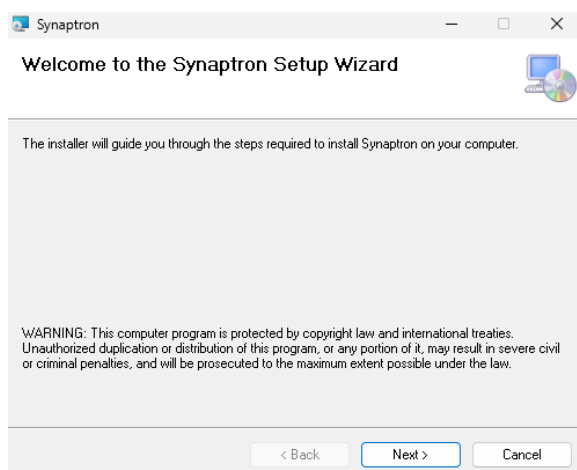 Synaptron
Welcome to the Synaptron Setup Wizard
The installer will guide you through the steps required to install Synaptron on your computer.
WARNING: This computer program is protected by copyright law and international treaties.
Unauthorized duplication or distribution of this program, or any portion of it, may result in severe civil
or criminal penalties, and will be prosecuted to the maximum extent possible under the law.
< Back
Next >
Cancel